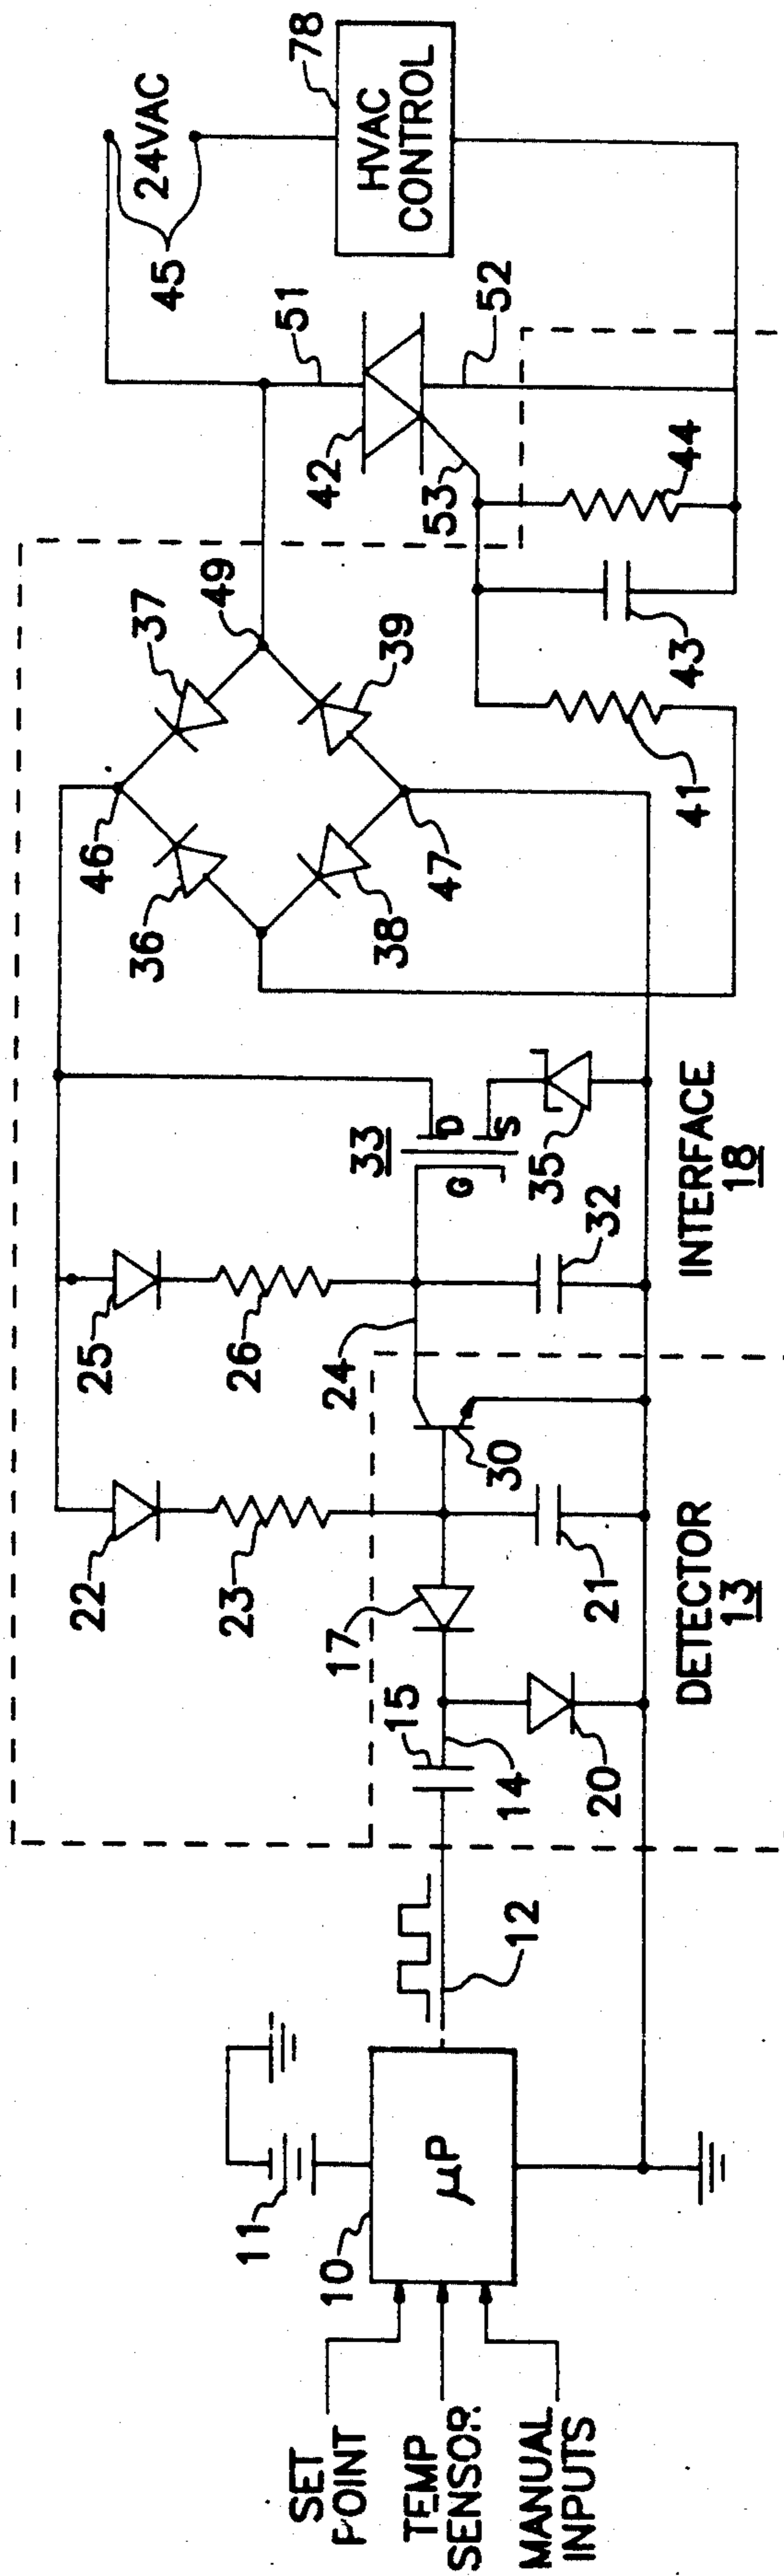 SET
POINT
TEMP
SENSOR
MANUAL
INPUTS
10
11
μP
12
DETECTOR
13
14
15
17
20
21
22
23
24
25
26
30
32
33
G
D
S
35
INTERFACE
18
36
37
38
39
46
47
49
41
42
43
44
51
52
53
45
24VAC
HVAC
CONTROL
78